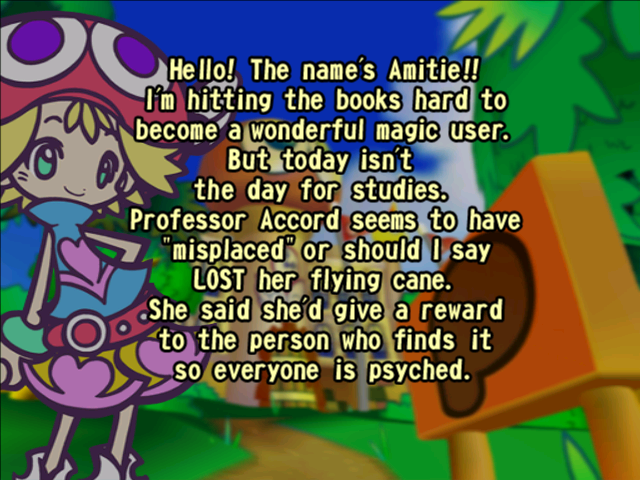 Hello! The name's Amitie!!
I'm hitting the books hard to
become a wonderful magic user.
But today isn't
the day for studies.
Professor Accord seems to have
"misplaced" or should I say
LOST her flying cane.
She said she'd give a reward
to the person who finds it
so everyone is psyched.